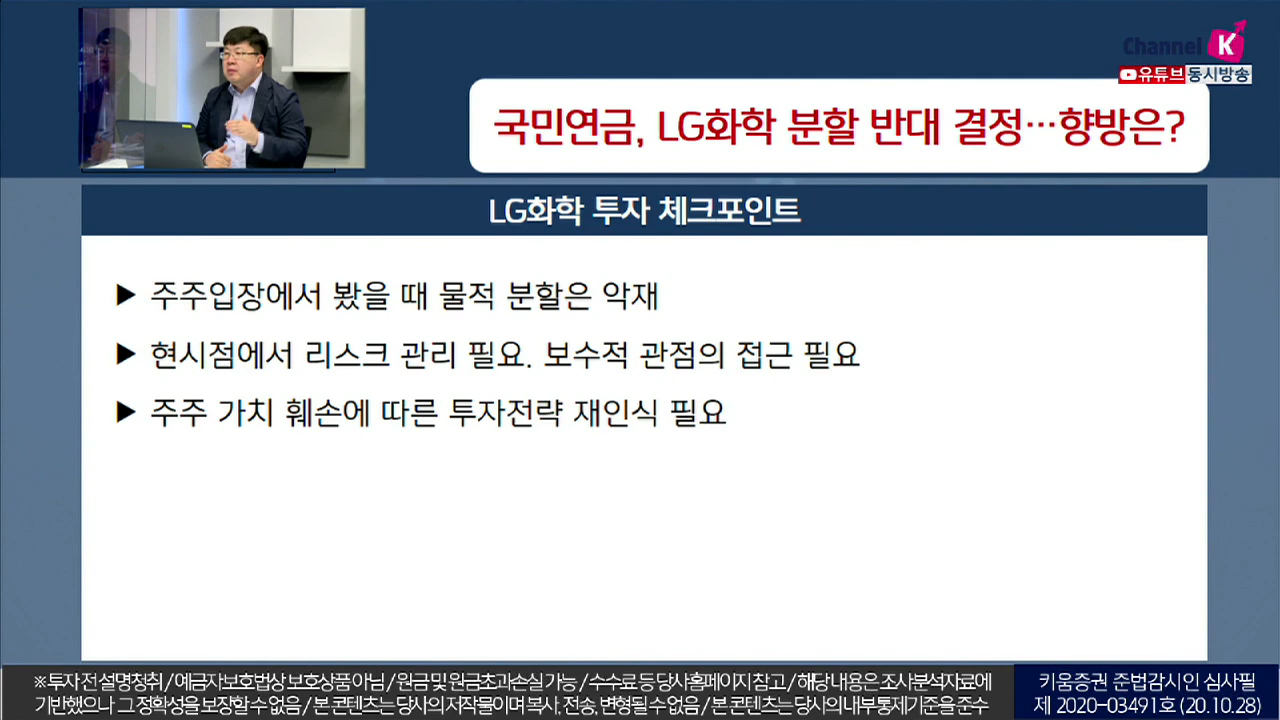 Channel K
유튜브 동시방송
국민연금, LG화학 분할 반대 결정…향방은?
LG화학 투자 체크포인트
▶ 주주입장에서 봤을 때 물적 분할은 악재
▶ 현시점에서 리스크 관리 필요. 보수적 관점의 접근 필요
▶ 주주 가치 훼손에 따른 투자전략 재인식 필요
※ 투자 전 설명청취 / 예금자보호법상 보호상품 아님 / 원금 및 원금초과손실 가능 / 수수료 등 당사홈페이지 참고 / 해당 내용은 조사분석자료에
기반했으나 그 정확성을 보장할 수 없음 / 본 콘텐츠는 당사의 저작물이며 복사, 전송, 변형될 수 없음 / 본 콘텐츠는 당사의 내부통제기준을 준수
키움증권 준법감시인 심사필
제 2020-03491호 (20.10.28)